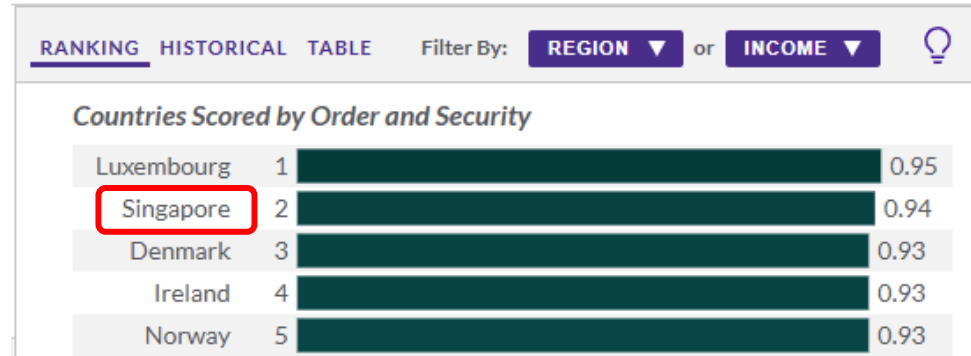 RANKING HISTORICAL TABLE Filter By: REGION ▼ or INCOME ▼
Countries Scored by Order and Security
Luxembourg 1 0.95
Singapore 2 0.94
Denmark 3 0.93
Ireland 4 0.93
Norway 5 0.93